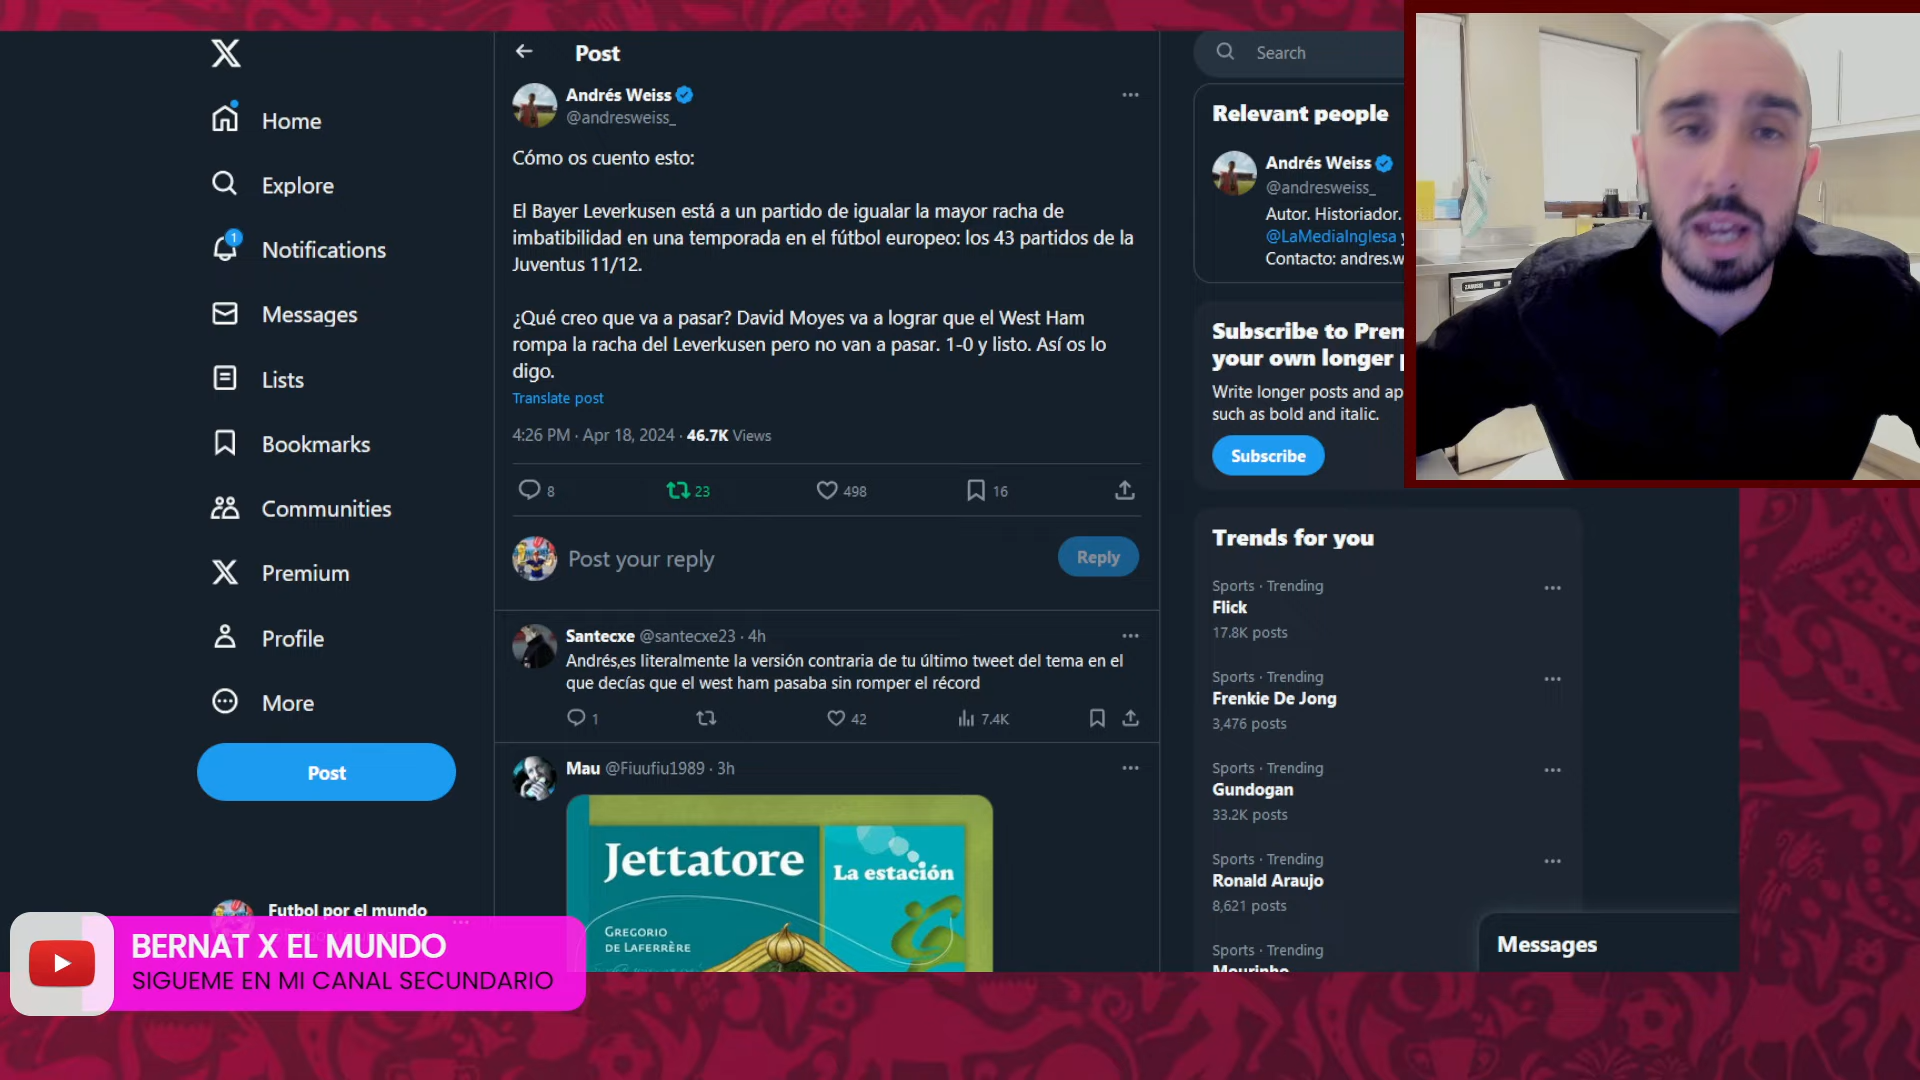 Home
Explore
1
Notifications
Messages
Lists
Bookmarks
Communities
Premium
Profile
More
Post
Futbol por el mundo
BERNAT X EL MUNDO
SIGUEME EN MI CANAL SECUNDARIO
Post
Andrés Weiss
@andresweiss_
Cómo os cuento esto:
El Bayer Leverkusen está a un partido de igualar la mayor racha de
imbatibilidad en una temporada en el fútbol europeo: los 43 partidos de la
Juventus 11/12.
¿Qué creo que va a pasar? David Moyes va a lograr que el West Ham
rompa la racha del Leverkusen pero no van a pasar. 1-0 y listo. Así os lo
digo.
Translate post
4:26 PM · Apr 18, 2024 · 46.7K Views
8 23 498 16
Post your reply
Reply
Santecxe @santecxe23 · 4h
Andrés,es literalmente la versión contraria de tu último tweet del tema en el
que decías que el west ham pasaba sin romper el récord
1 42 7.4K
Mau @Fiuufiu1989 · 3h
Jettatore
La estación
GREGORIO
DE LAFERRÈRE
Search
Relevant people
Andrés Weiss
@andresweiss_
Autor. Historiador.
@LaMediaInglesa y
Contacto: andres.w
Subscribe to Prem
your own longer p
Write longer posts and ap
such as bold and italic.
Subscribe
Trends for you
Sports · Trending
Flick
17.8K posts
Sports · Trending
Frenkie De Jong
3,476 posts
Sports · Trending
Gundogan
33.2K posts
Sports · Trending
Ronald Araujo
8,621 posts
Sports · Trending
Mourinho
Messages